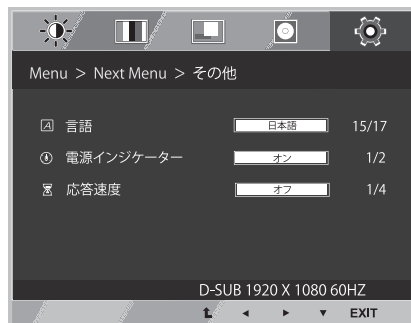 Menu > Next Menu > その他
言語 日本語 15/17
電源インジケーター オン 1/2
応答速度 オフ 1/4
D-SUB 1920 X 1080 60HZ
EXIT